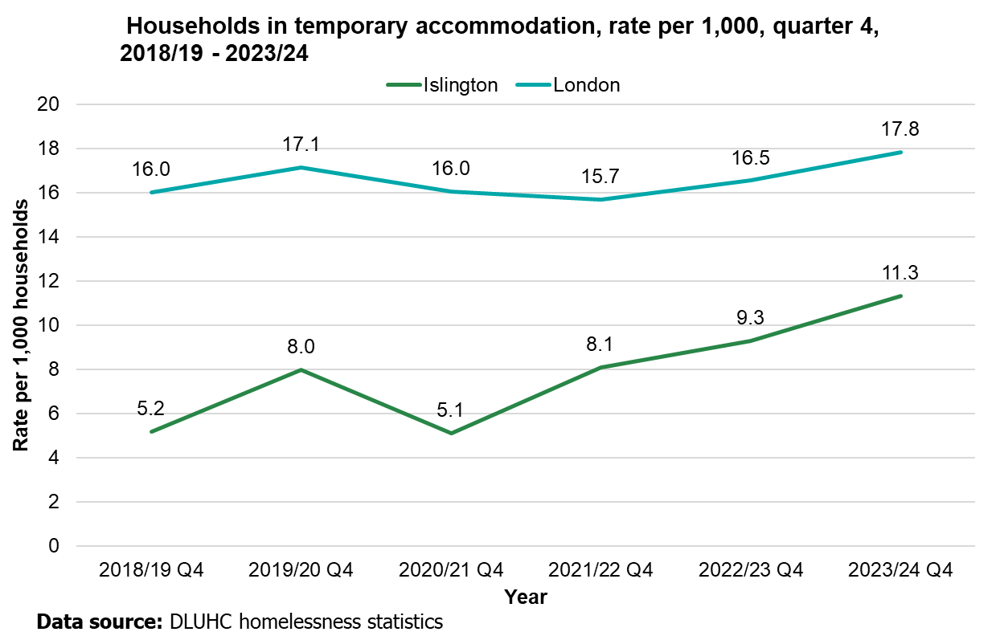 Households in temporary accommodation, rate per 1,000, quarter 4,
2018/19 - 2023/24
Islington London
20
18
16
14
12
10
8
6
4
2
0
Rate per 1,000 households
16.0 17.1 16.0 15.7 16.5 17.8
5.2 8.0 5.1 8.1 9.3 11.3
2018/19 Q4 2019/20 Q4 2020/21 Q4 2021/22 Q4 2022/23 Q4 2023/24 Q4
Year
Data source: DLUHC homelessness statistics